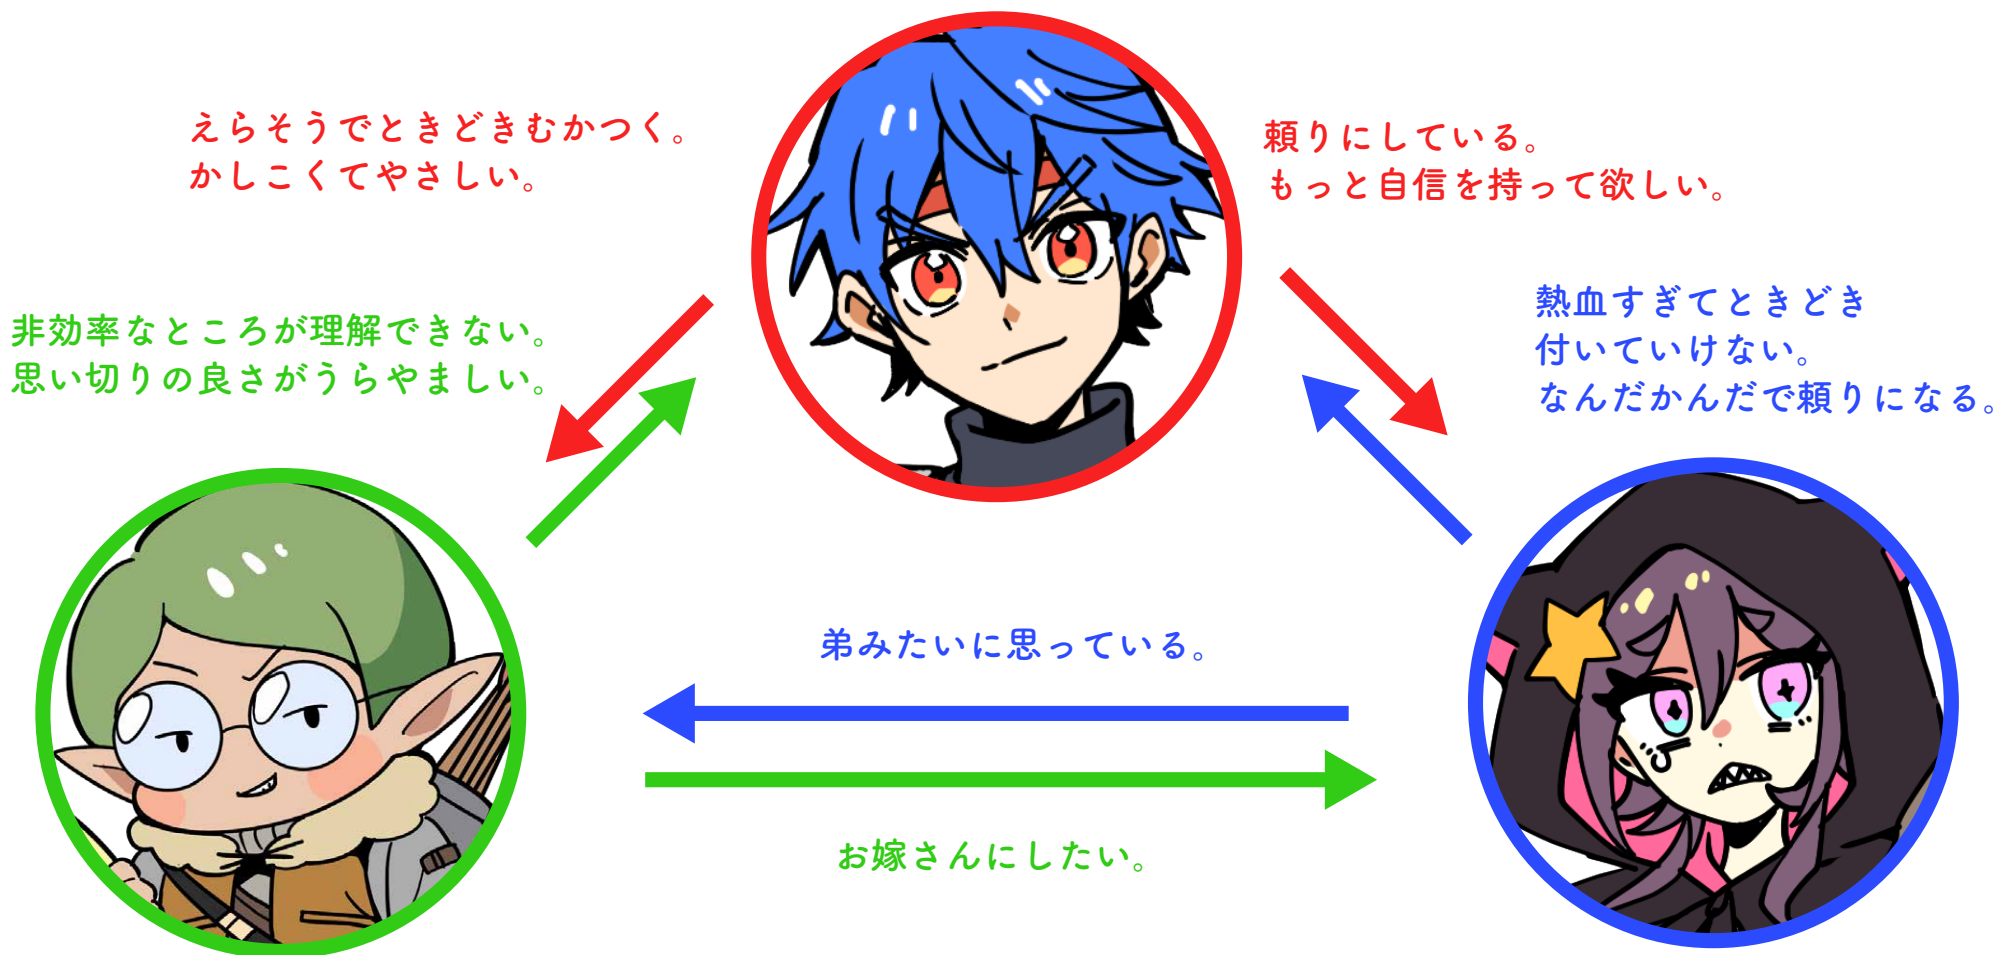 えらそうでときどきむかつく。
かしこくてやさしい。
頼りにしている。
もっと自信を持って欲しい。
非効率なところが理解できない。
思い切りの良さがうらやましい。
熱血すぎてときどき
付いていけない。
なんだかんだで頼りになる。
弟みたいに思っている。
お嫁さんにしたい。